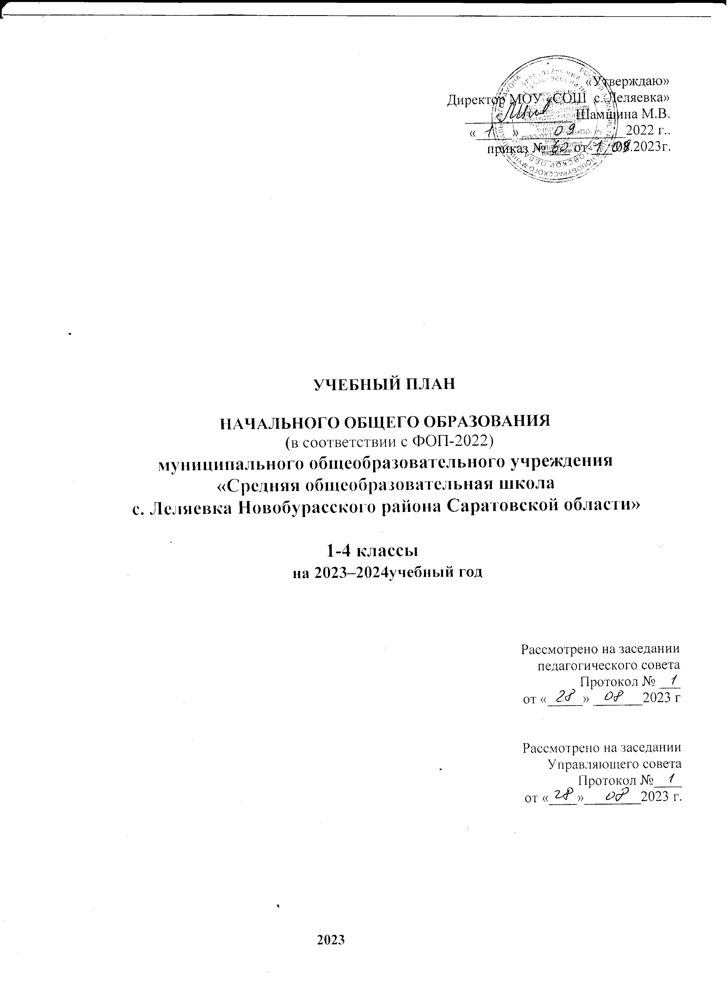 «Утверждаю»
Директор МОУ «СОШ с. Леляевка»
Шамшина М.В.
« 1 » 09 2022 г..
приказ № от 1 09.2023г.
УЧЕБНЫЙ ПЛАН
НАЧАЛЬНОГО ОБЩЕГО ОБРАЗОВАНИЯ
(в соответствии с ФОП-2022)
муниципального общеобразовательного учреждения
«Средняя общеобразовательная школа
с. Леляевка Новобурасского района Саратовской области»
1-4 классы
на 2023–2024учебный год
Рассмотрено на заседании
педагогического совета
Протокол № 1
от « 28 » 08 2023 г
Рассмотрено на заседании
Управляющего совета
Протокол № 1
от « 28 » 08 2023 г.
2023